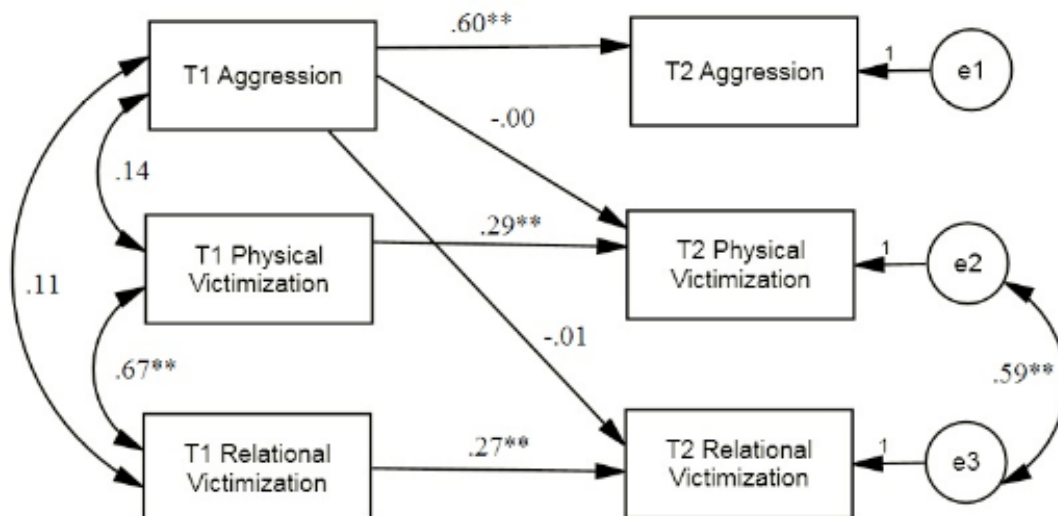 .60**
T1 Aggression
T2 Aggression
1
e1
-.00
.14
T1 Physical
Victimization
.29**
T2 Physical
Victimization
1
e2
.11
-.01
.67**
.59**
T1 Relational
Victimization
.27**
T2 Relational
Victimization
1
e3